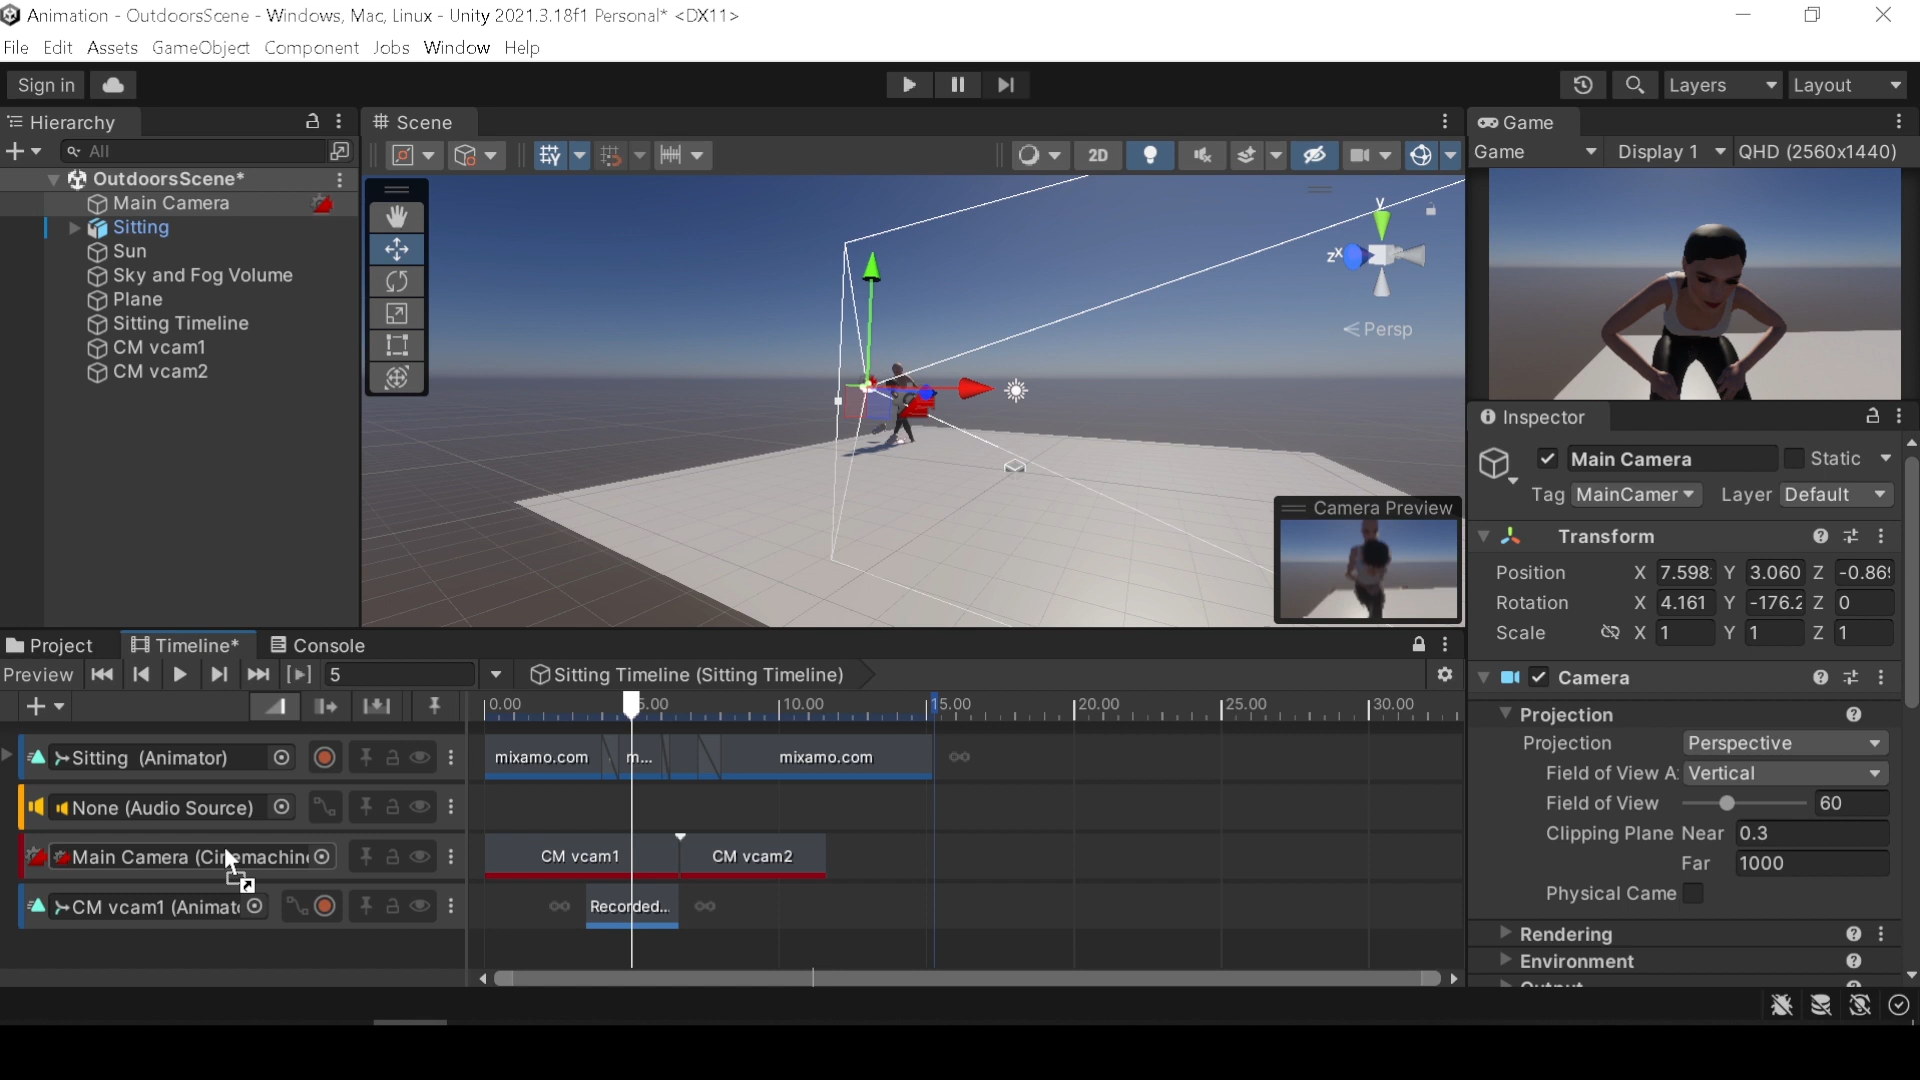 Animation - OutdoorsScene - Windows, Mac, Linux - Unity 2021.3.18f1 Personal* <DX11>
File Edit Assets GameObject Component Jobs Window Help
Sign in Layers Layout
Hierarchy
All
OutdoorsScene*
Main Camera
Sitting
Sun
Sky and Fog Volume
Plane
Sitting Timeline
CM vcam1
CM vcam2
Scene
2D
y
x
z
Persp
Camera Preview
Game
Game Display 1 QHD (2560x1440)
Inspector
Main Camera Static
Tag MainCamer Layer Default
Transform
Position X 7.598 Y 3.060 Z -0.869
Rotation X 4.161 Y -176.2 Z 0
Scale X 1 Y 1 Z 1
Camera
Projection
Projection Perspective
Field of View A Vertical
Field of View 60
Clipping Plane Near 0.3
Far 1000
Physical Came
Rendering
Environment
Project Timeline* Console
Preview 5 Sitting Timeline (Sitting Timeline)
0.00 5.00 10.00 15.00 20.00 25.00 30.00
Sitting (Animator) mixamo.com m... mixamo.com
None (Audio Source)
Main Camera (Cinemachin CM vcam1 CM vcam2
CM vcam1 (Animat Recorded...